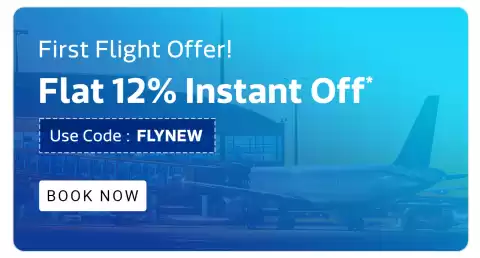 First Flight Offer!
Flat 12% Instant Off*
Use Code : FLYNEW
BOOK NOW